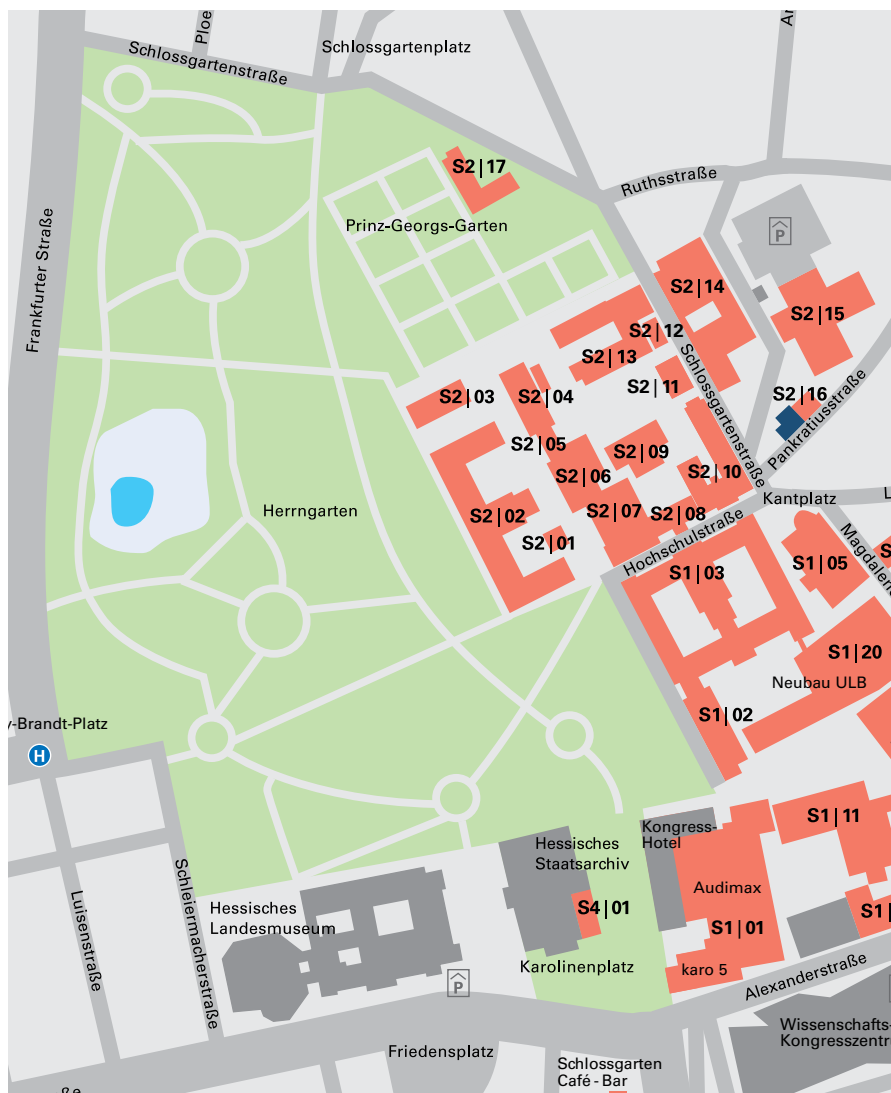 Ploe
Schlossgartenstraße
Schlossgartenplatz
S2|17
Ruthsstraße
Prinz-Georgs-Garten
P
Frankfurter Straße
S2|14
S2|15
S2|12
S2|13
S2|11
Schlossgartenstraße
S2|16
S2|03
S2|04
Pankratiusstraße
S2|05
S2|09
S2|06
S2|10
Kantplatz
Herrngarten
S2|02
S2|07
S2|08
S2|01
Hochschulstraße
Magdalen
S1|03
S1|05
S1|20
Neubau ULB
S1|02
y-Brandt-Platz
H
Kongress-
Hotel
S1|11
Hessisches
Staatsarchiv
Audimax
Luisenstraße
Schleiermacherstraße
Hessisches
Landesmuseum
S4|01
S1|
S1|01
Karolinenplatz
karo 5
Alexanderstraße
P
Friedensplatz
Wissenschafts-
Kongresszentr
Schlossgarten
Café - Bar